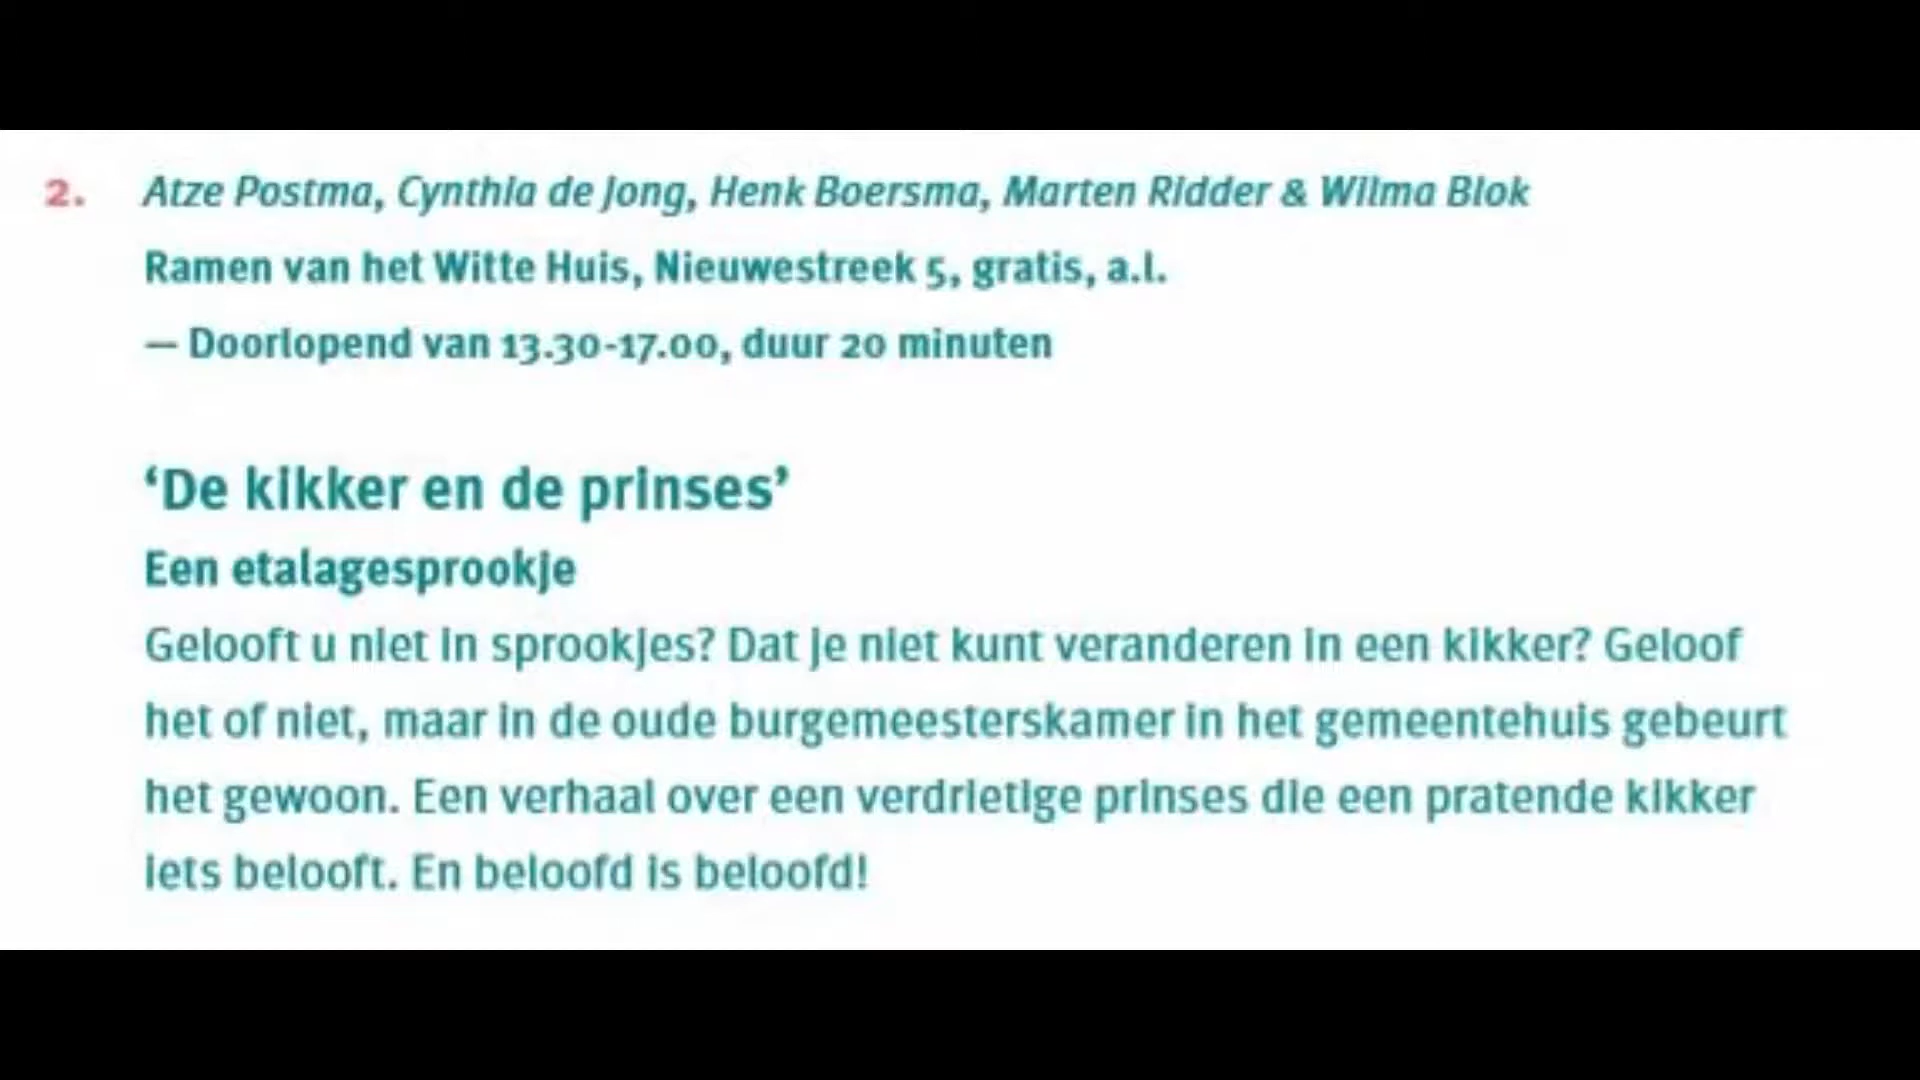 2. Atze Postma, Cynthia de Jong, Henk Boersma, Marten Ridder & Wilma Blok
Ramen van het Witte Huis, Nieuwestreek 5, gratis, a.l.
— Doorlopend van 13.30-17.00, duur 20 minuten
‘De kikker en de prinses’
Een etalagesprookje
Gelooft u niet in sprookjes? Dat je niet kunt veranderen in een kikker? Geloof
het of niet, maar in de oude burgemeesterskamer in het gemeentehuis gebeurt
het gewoon. Een verhaal over een verdrietige prinses die een pratende kikker
iets belooft. En beloofd is beloofd!